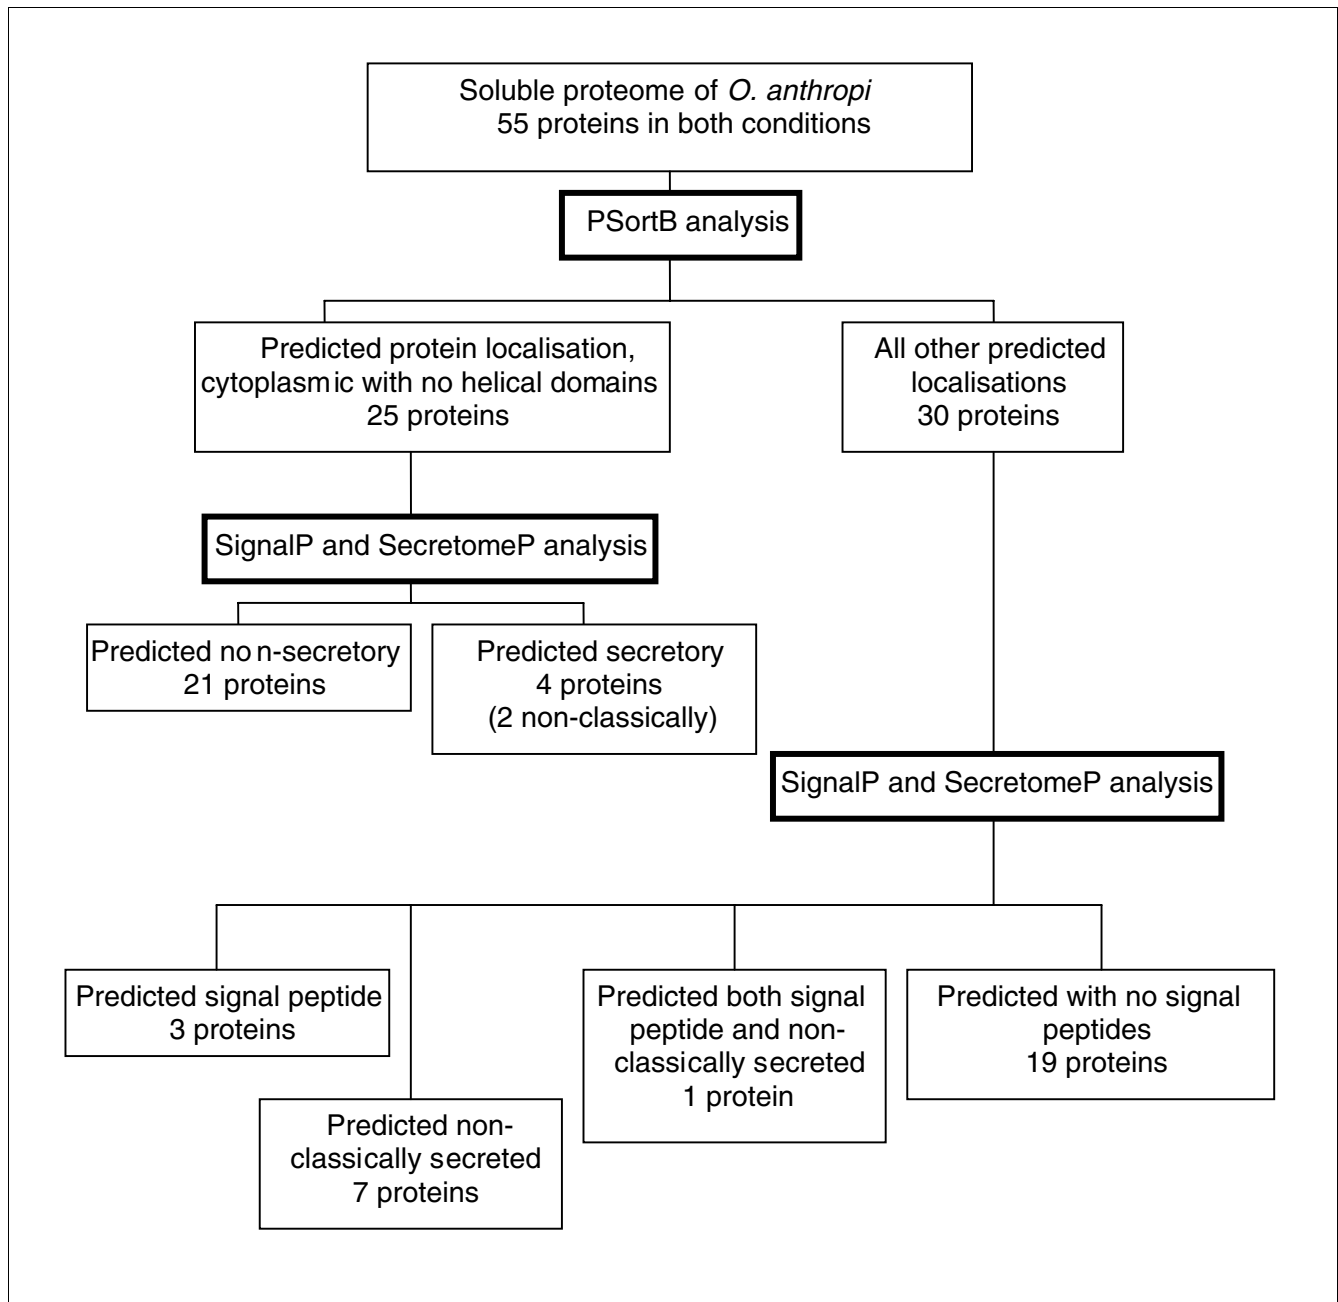 Soluble proteome of O. anthropi
55 proteins in both conditions
PSortB analysis
Predicted protein localisation,
cytoplasmic with no helical domains
25 proteins
All other predicted
localisations
30 proteins
SignalP and SecretomeP analysis
Predicted non-secretory
21 proteins
Predicted secretory
4 proteins
(2 non-classically)
SignalP and SecretomeP analysis
Predicted signal peptide
3 proteins
Predicted non-
classically secreted
7 proteins
Predicted both signal
peptide and non-
classically secreted
1 protein
Predicted with no signal
peptides
19 proteins